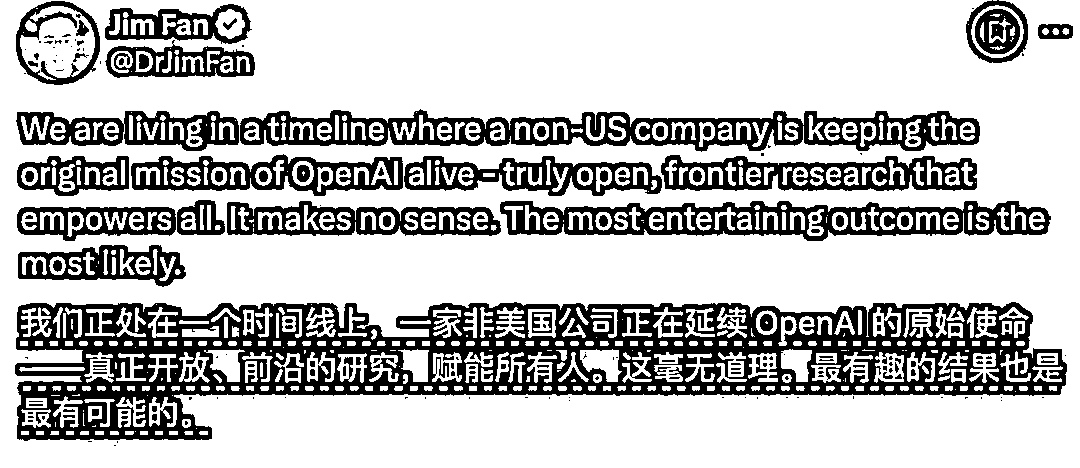 Jim Fan
@DrJimFan
We are living in a timeline where a non-US company is keeping the
original mission of OpenAI alive - truly open, frontier research that
empowers all. It makes no sense. The most entertaining outcome is the
most likely.
我们正处在一个时间线上，一家非美国公司正在延续 OpenAI 的原始使命
——真正开放、前沿的研究，赋能所有人。这毫无道理。最有趣的结果也是
最有可能的。